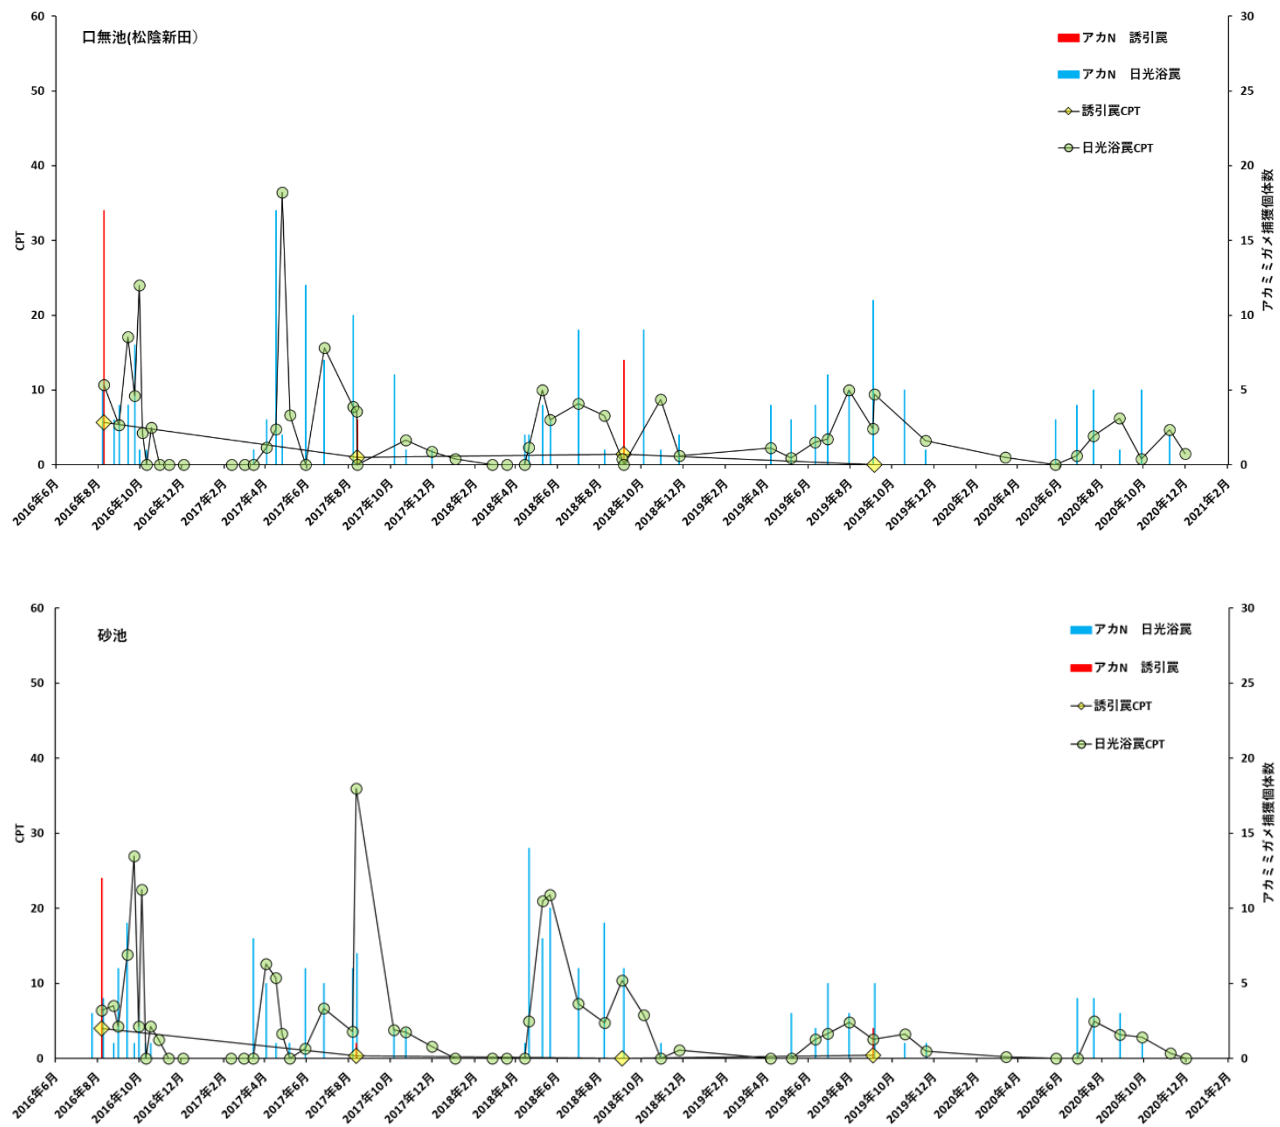 口無池(松陰新田)
アカN　誘引罠
アカN　日光浴罠
誘引罠CPT
日光浴罠CPT
60
50
40
30
20
10
0
CPT
30
25
20
15
10
5
0
アカミミガメ捕獲個体数
2016年6月
2016年8月
2016年10月
2016年12月
2017年2月
2017年4月
2017年6月
2017年8月
2017年10月
2017年12月
2018年2月
2018年4月
2018年6月
2018年8月
2018年10月
2018年12月
2019年2月
2019年4月
2019年6月
2019年8月
2019年10月
2019年12月
2020年2月
2020年4月
2020年6月
2020年8月
2020年10月
2020年12月
2021年2月
砂池
アカN　日光浴罠
アカN　誘引罠
誘引罠CPT
日光浴罠CPT
60
50
40
30
20
10
0
CPT
30
25
20
15
10
5
0
アカミミガメ捕獲個体数
2016年6月
2016年8月
2016年10月
2016年12月
2017年2月
2017年4月
2017年6月
2017年8月
2017年10月
2017年12月
2018年2月
2018年4月
2018年6月
2018年8月
2018年10月
2018年12月
2019年2月
2019年4月
2019年6月
2019年8月
2019年10月
2019年12月
2020年2月
2020年4月
2020年6月
2020年8月
2020年10月
2020年12月
2021年2月